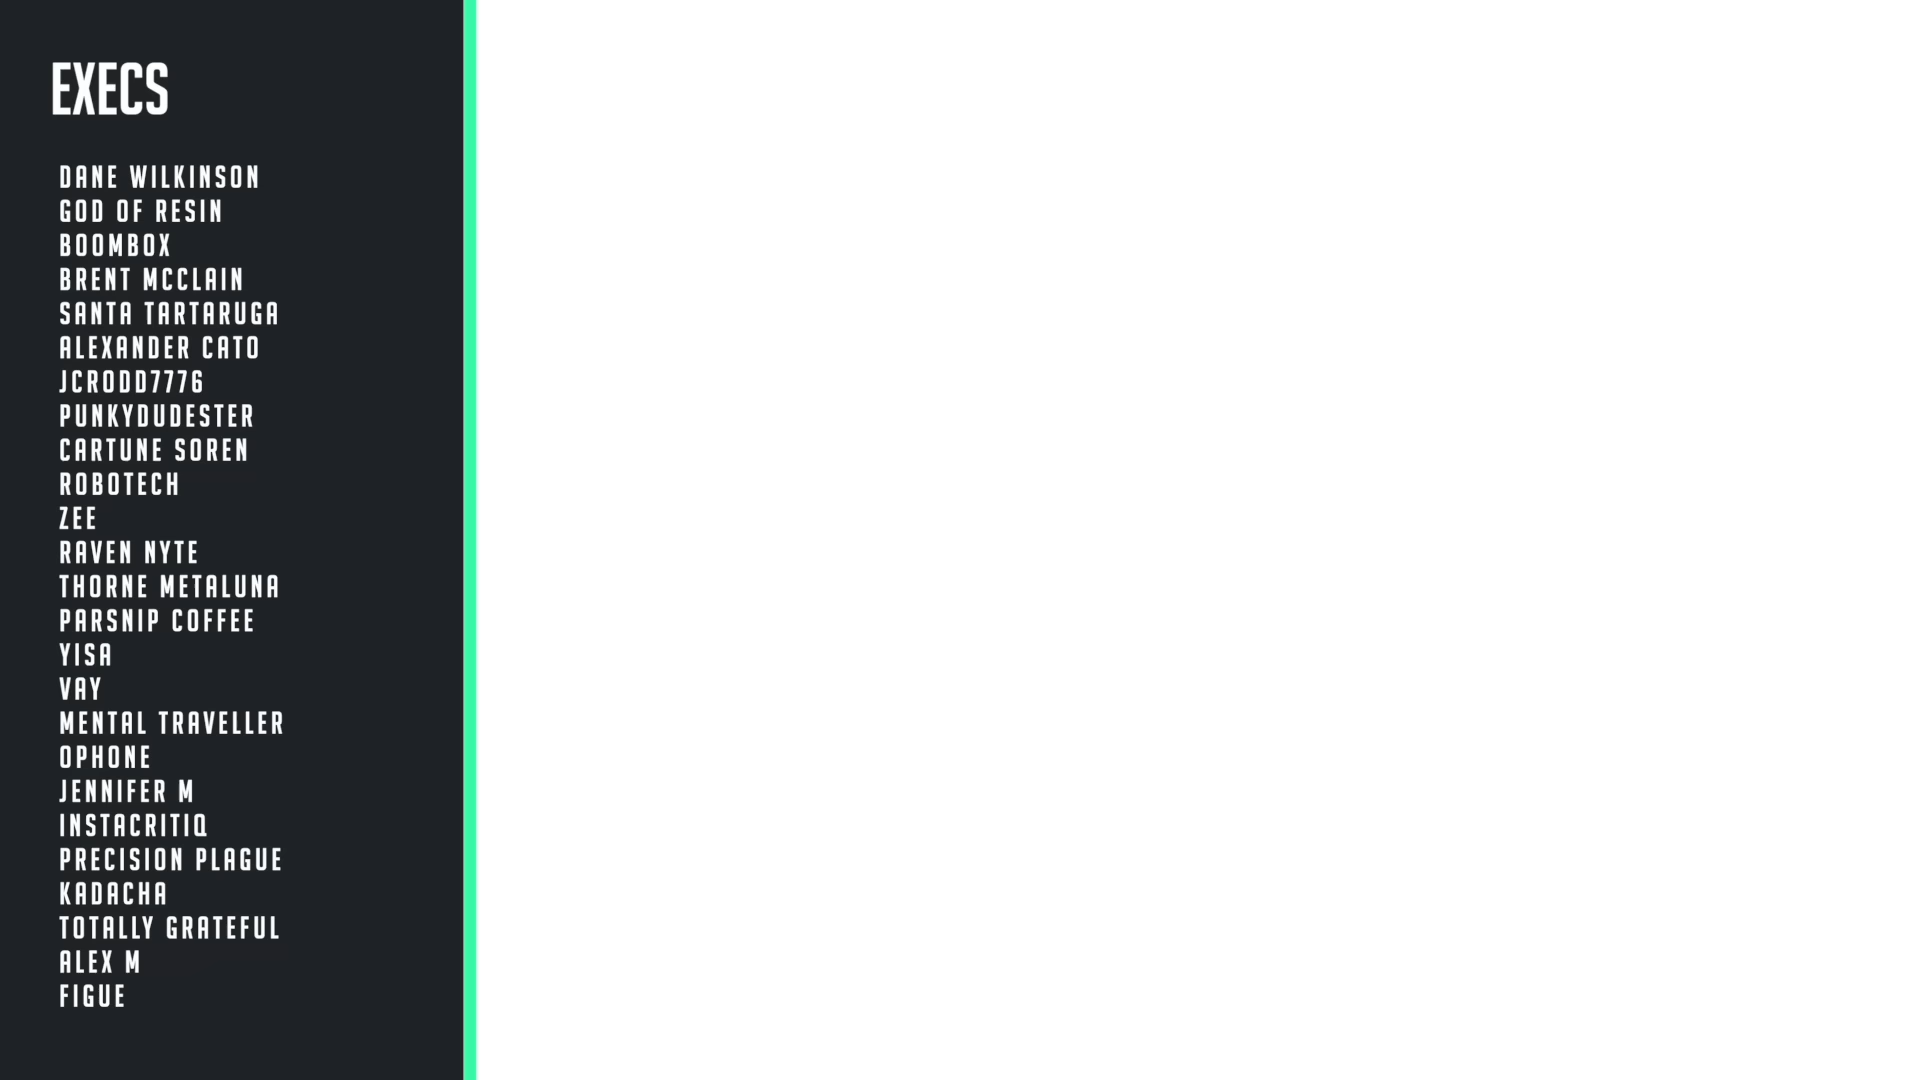 EXECS
DANE WILKINSON
GOD OF RESIN
BOOMBOX
BRENT MCCLAIN
SANTA TARTARUGA
ALEXANDER CATO
JCRODD7776
PUNKYDUDESTER
CARTUNE SOREN
ROBOTECH
ZEE
RAVEN NYTE
THORNE METALUNA
PARSNIP COFFEE
YISA
VAY
MENTAL TRAVELLER
OPHONE
JENNIFER M
INSTACRITIQ
PRECISION PLAGUE
KADACHA
TOTALLY GRATEFUL
ALEX M
FIGUE